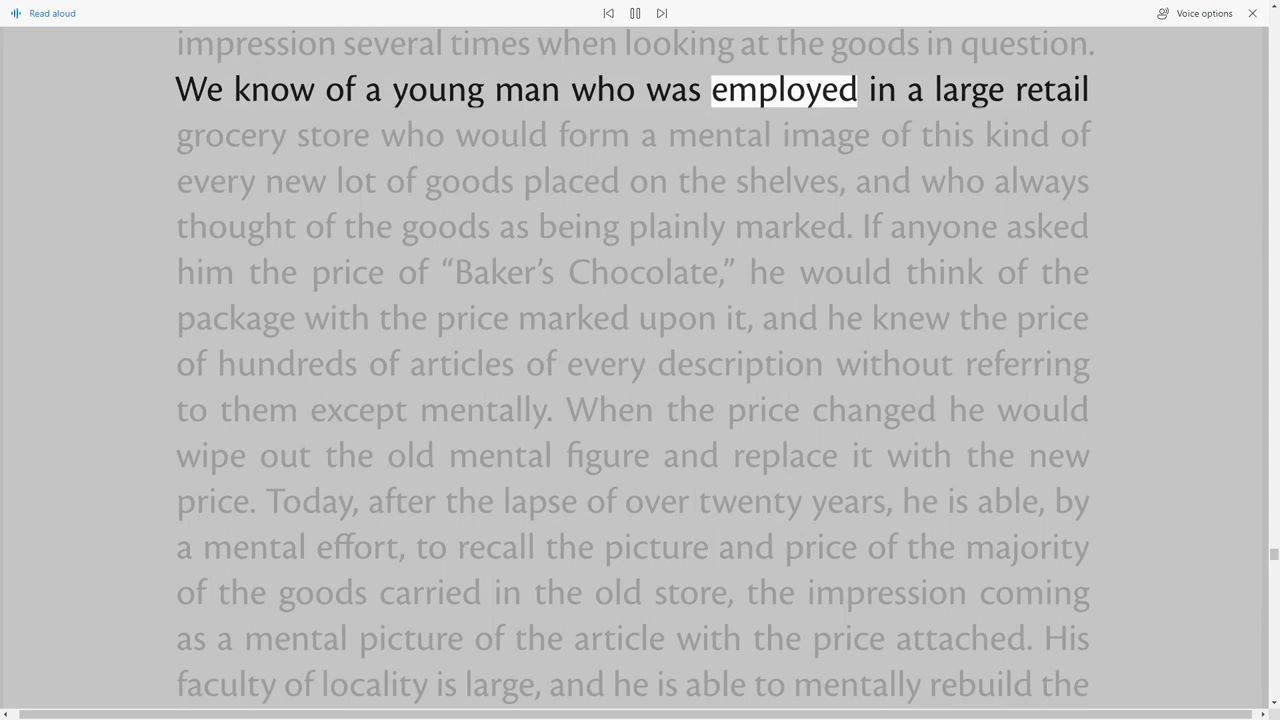 Read aloud
Voice options
impression several times when looking at the goods in question.
We know of a young man who was employed in a large retail
grocery store who would form a mental image of this kind of
every new lot of goods placed on the shelves, and who always
thought of the goods as being plainly marked. If anyone asked
him the price of “Baker’s Chocolate,” he would think of the
package with the price marked upon it, and he knew the price
of hundreds of articles of every description without referring
to them except mentally. When the price changed he would
wipe out the old mental figure and replace it with the new
price. Today, after the lapse of over twenty years, he is able, by
a mental effort, to recall the picture and price of the majority
of the goods carried in the old store, the impression coming
as a mental picture of the article with the price attached. His
faculty of locality is large, and he is able to mentally rebuild the